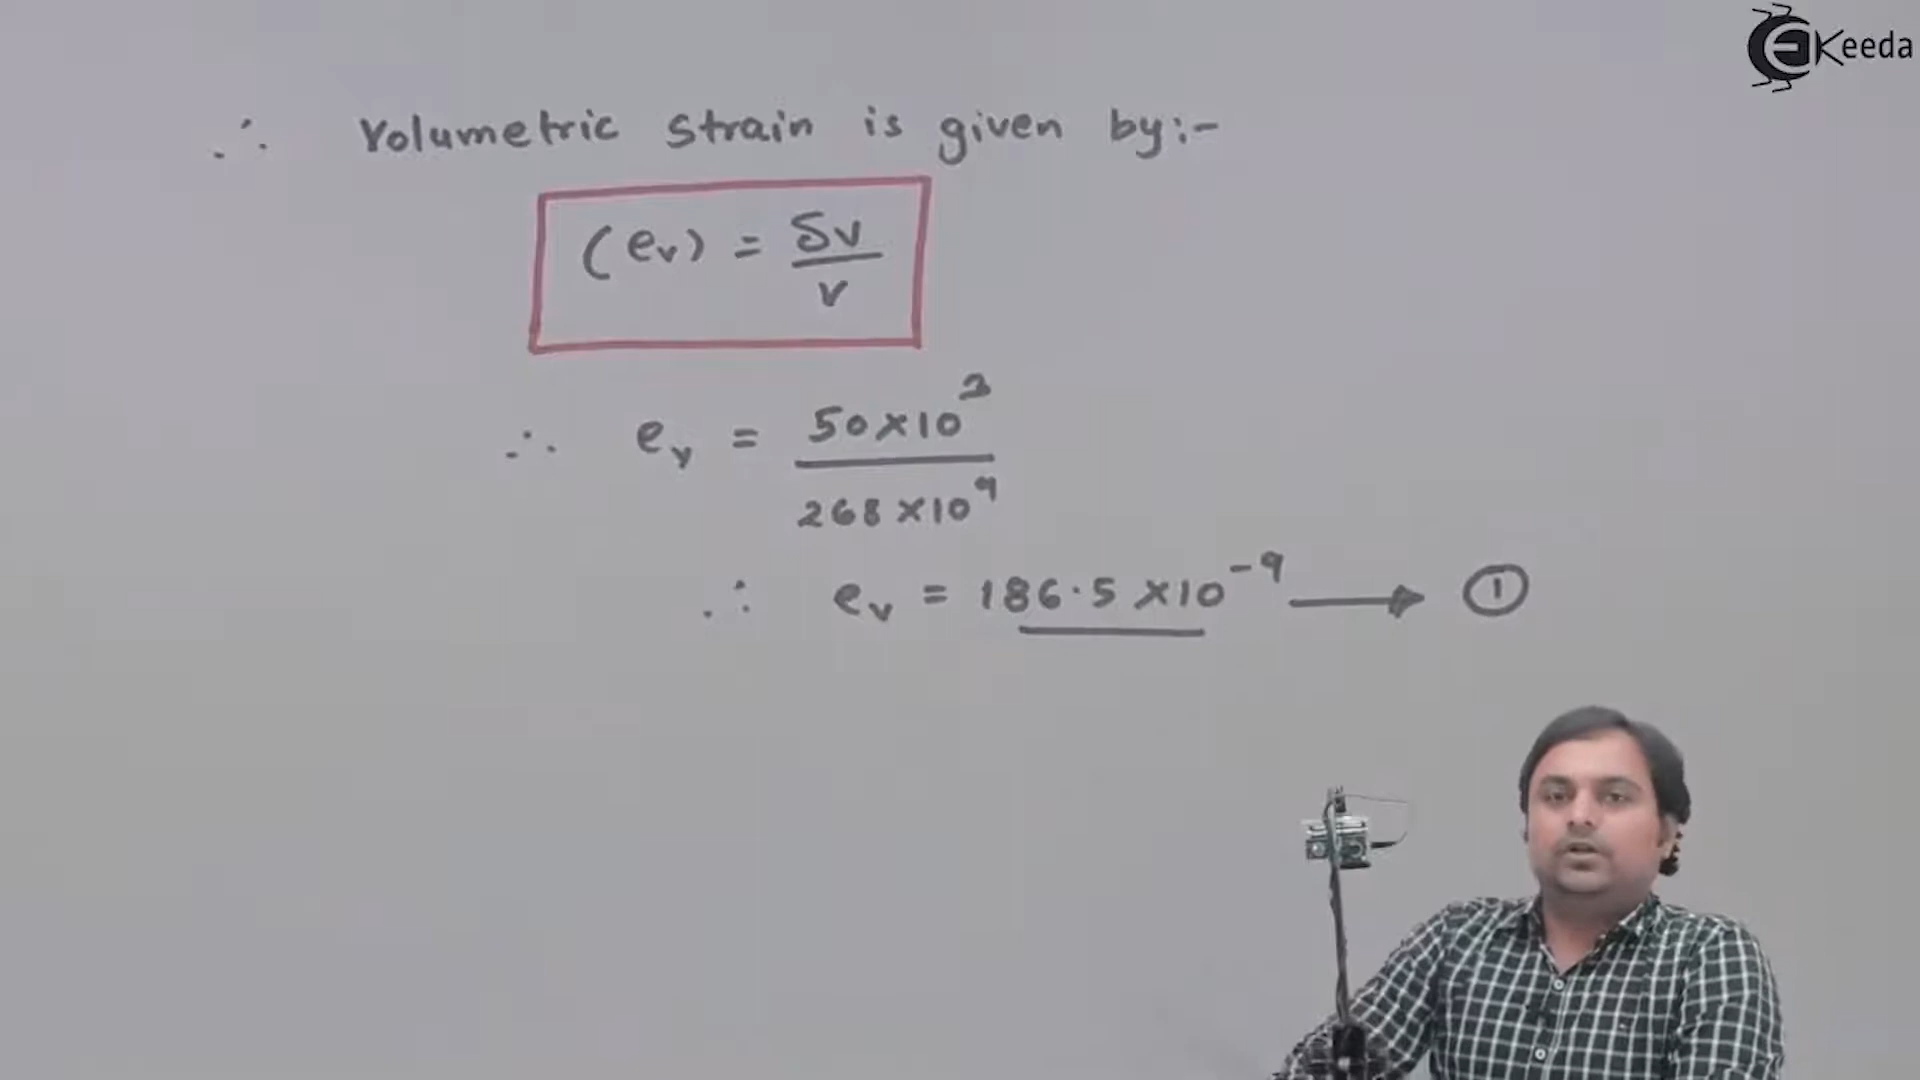 eKeeda
∴ Volumetric strain is given by:-
(eᵥ) = δv/v
∴ eᵥ = 50×10³/268×10⁹
∴ eᵥ = 186.5 ×10⁻⁹ → ①